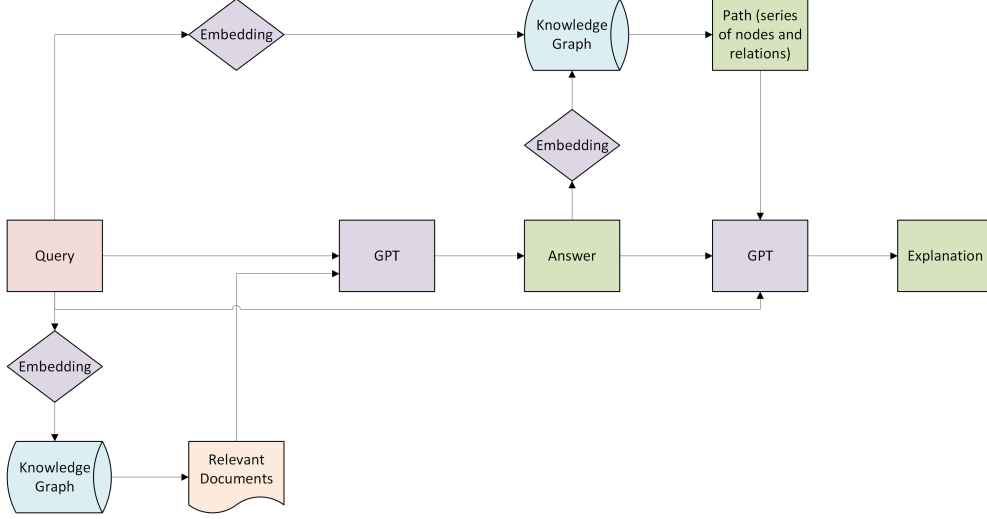 Embedding
Knowledge
Graph
Path (series
of nodes and
relations)
Embedding
Query
GPT
Answer
GPT
Explanation
Embedding
Knowledge
Graph
Relevant
Documents